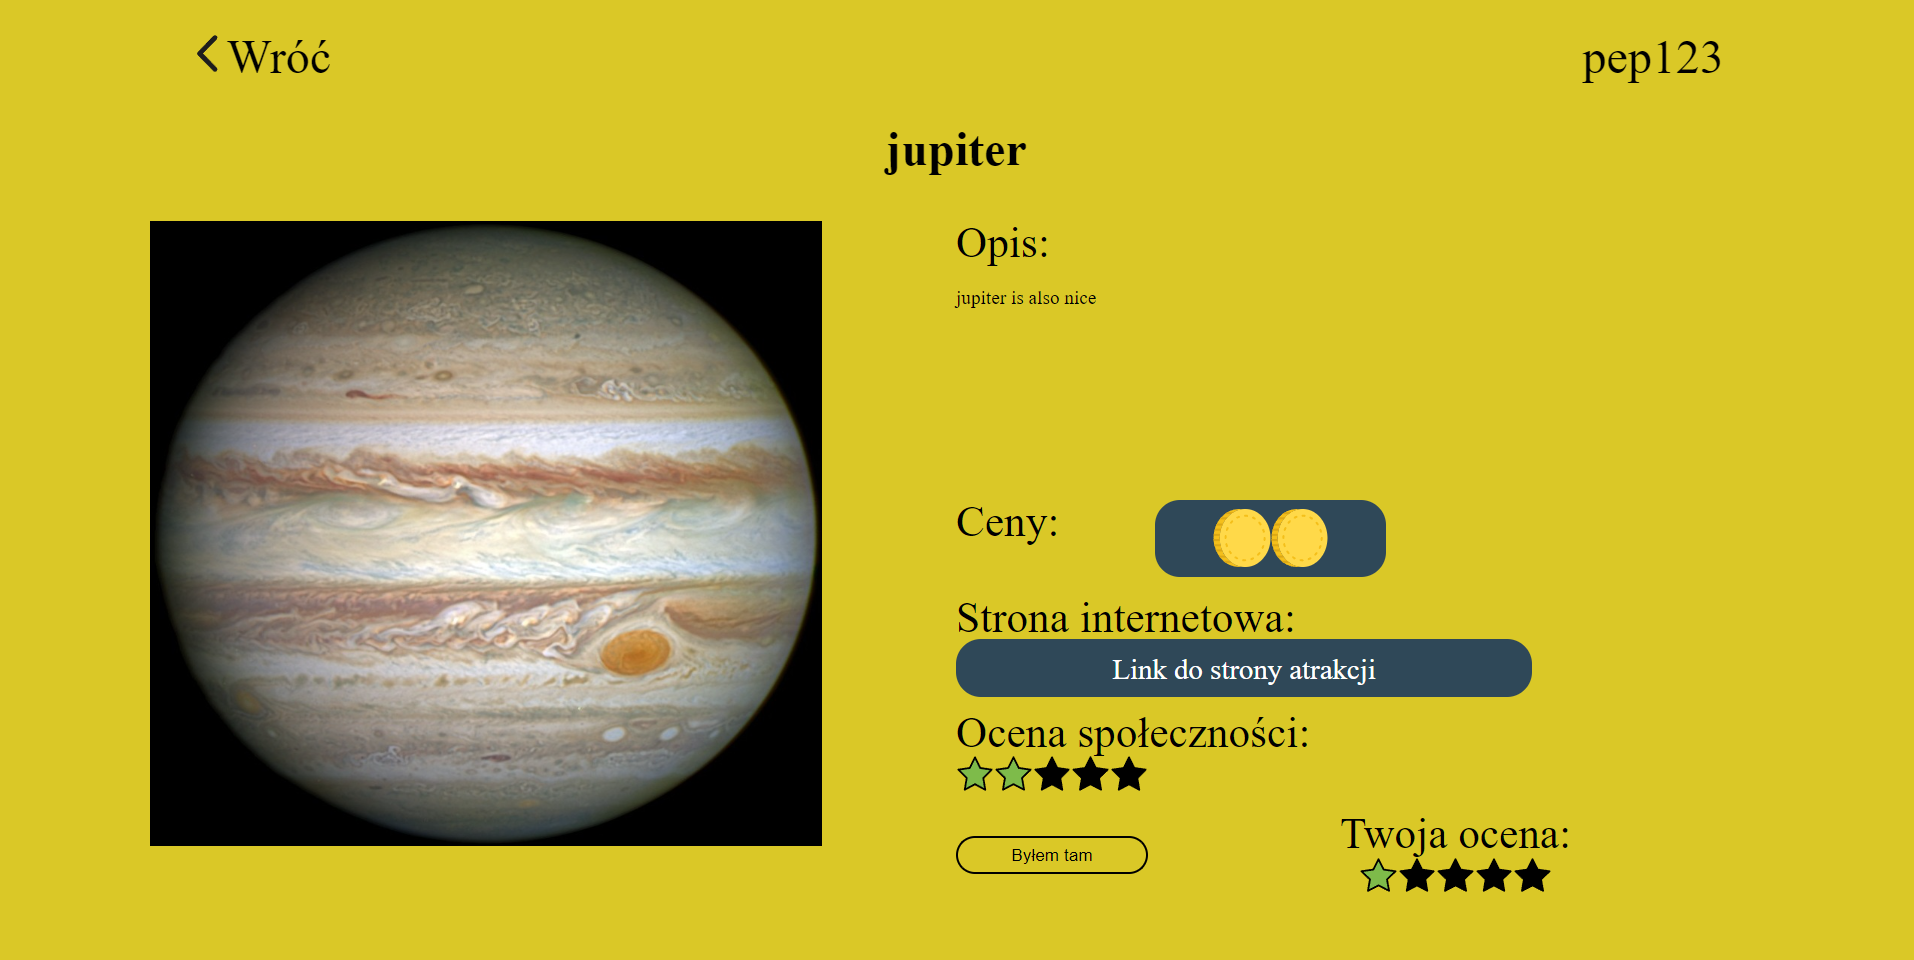 Wróć
pep123
jupiter
Opis:
jupiter is also nice
Ceny:
Strona internetowa:
Link do strony atrakcji
Ocena społeczności:
Byłem tam
Twoja ocena: